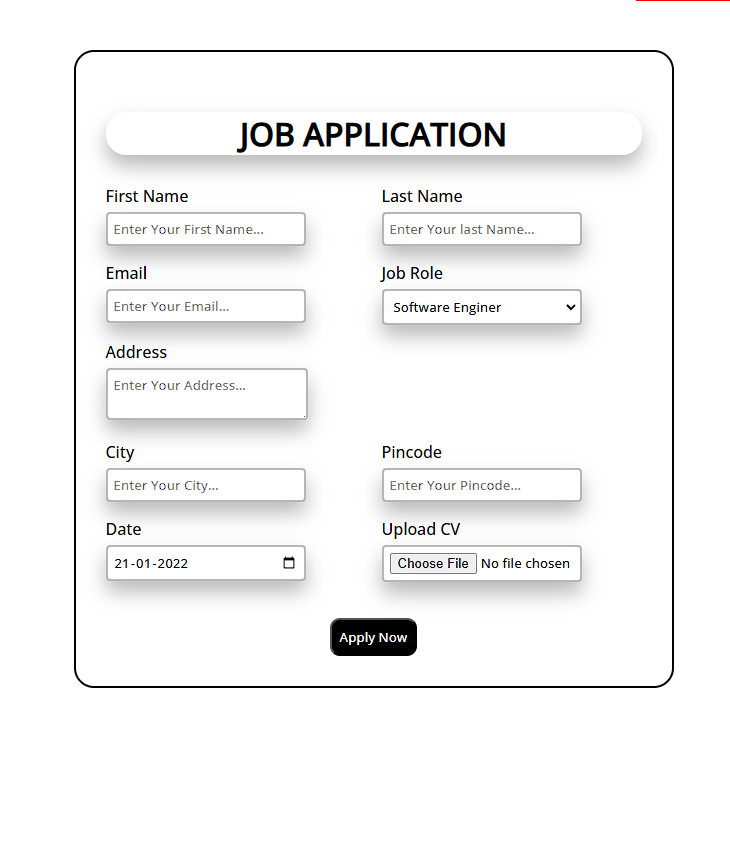 JOB APPLICATION
First Name Last Name
Enter Your First Name... Enter Your last Name...
Email Job Role
Enter Your Email... Software Enginer
Address
Enter Your Address...
City Pincode
Enter Your City... Enter Your Pincode...
Date Upload CV
21-01-2022 Choose File No file chosen
Apply Now